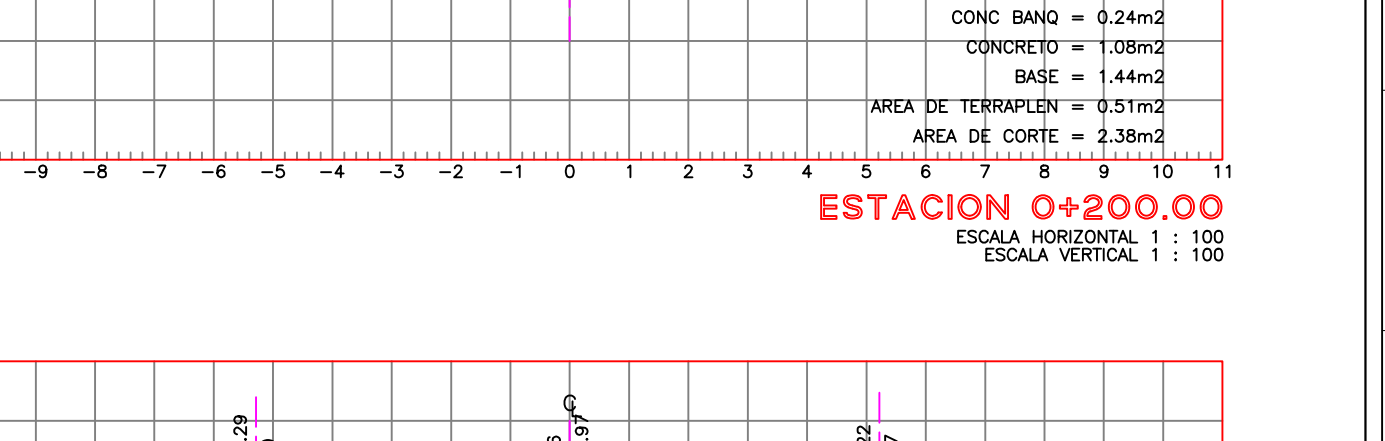 CONC BANQ = 0.24m2
CONCRETO = 1.08m2
BASE = 1.44m2
AREA DE TERRAPLEN = 0.51m2
AREA DE CORTE = 2.38m2
-9 -8 -7 -6 -5 -4 -3 -2 -1 0 1 2 3 4 5 6 7 8 9 10 11
ESTACION 0+200.00
ESCALA HORIZONTAL 1 : 100
ESCALA VERTICAL 1 : 100